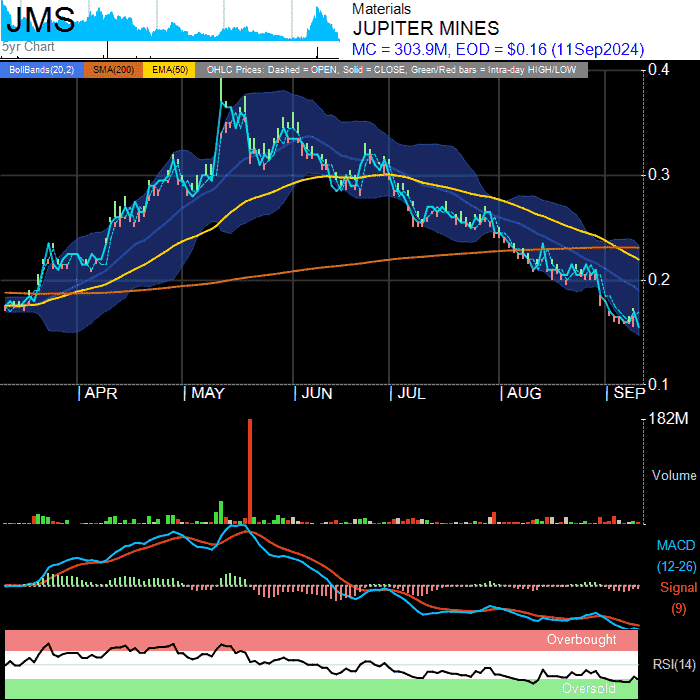 JMS
5yr Chart
Materials
JUPITER MINES
MC = 303.9M, EOD = $0.16 (11Sep2024)
BollBands(20,2) SMA(200) EMA(50) OHLC Prices: Dashed = OPEN, Solid = CLOSE, Green/Red bars = Intra-day HIGH/LOW
0.4
0.3
0.2
0.1
| APR | MAY | JUN | JUL | AUG | SEP
182M
Volume
MACD
(12-26)
Signal
(9)
Overbought
RSI(14)
Oversold